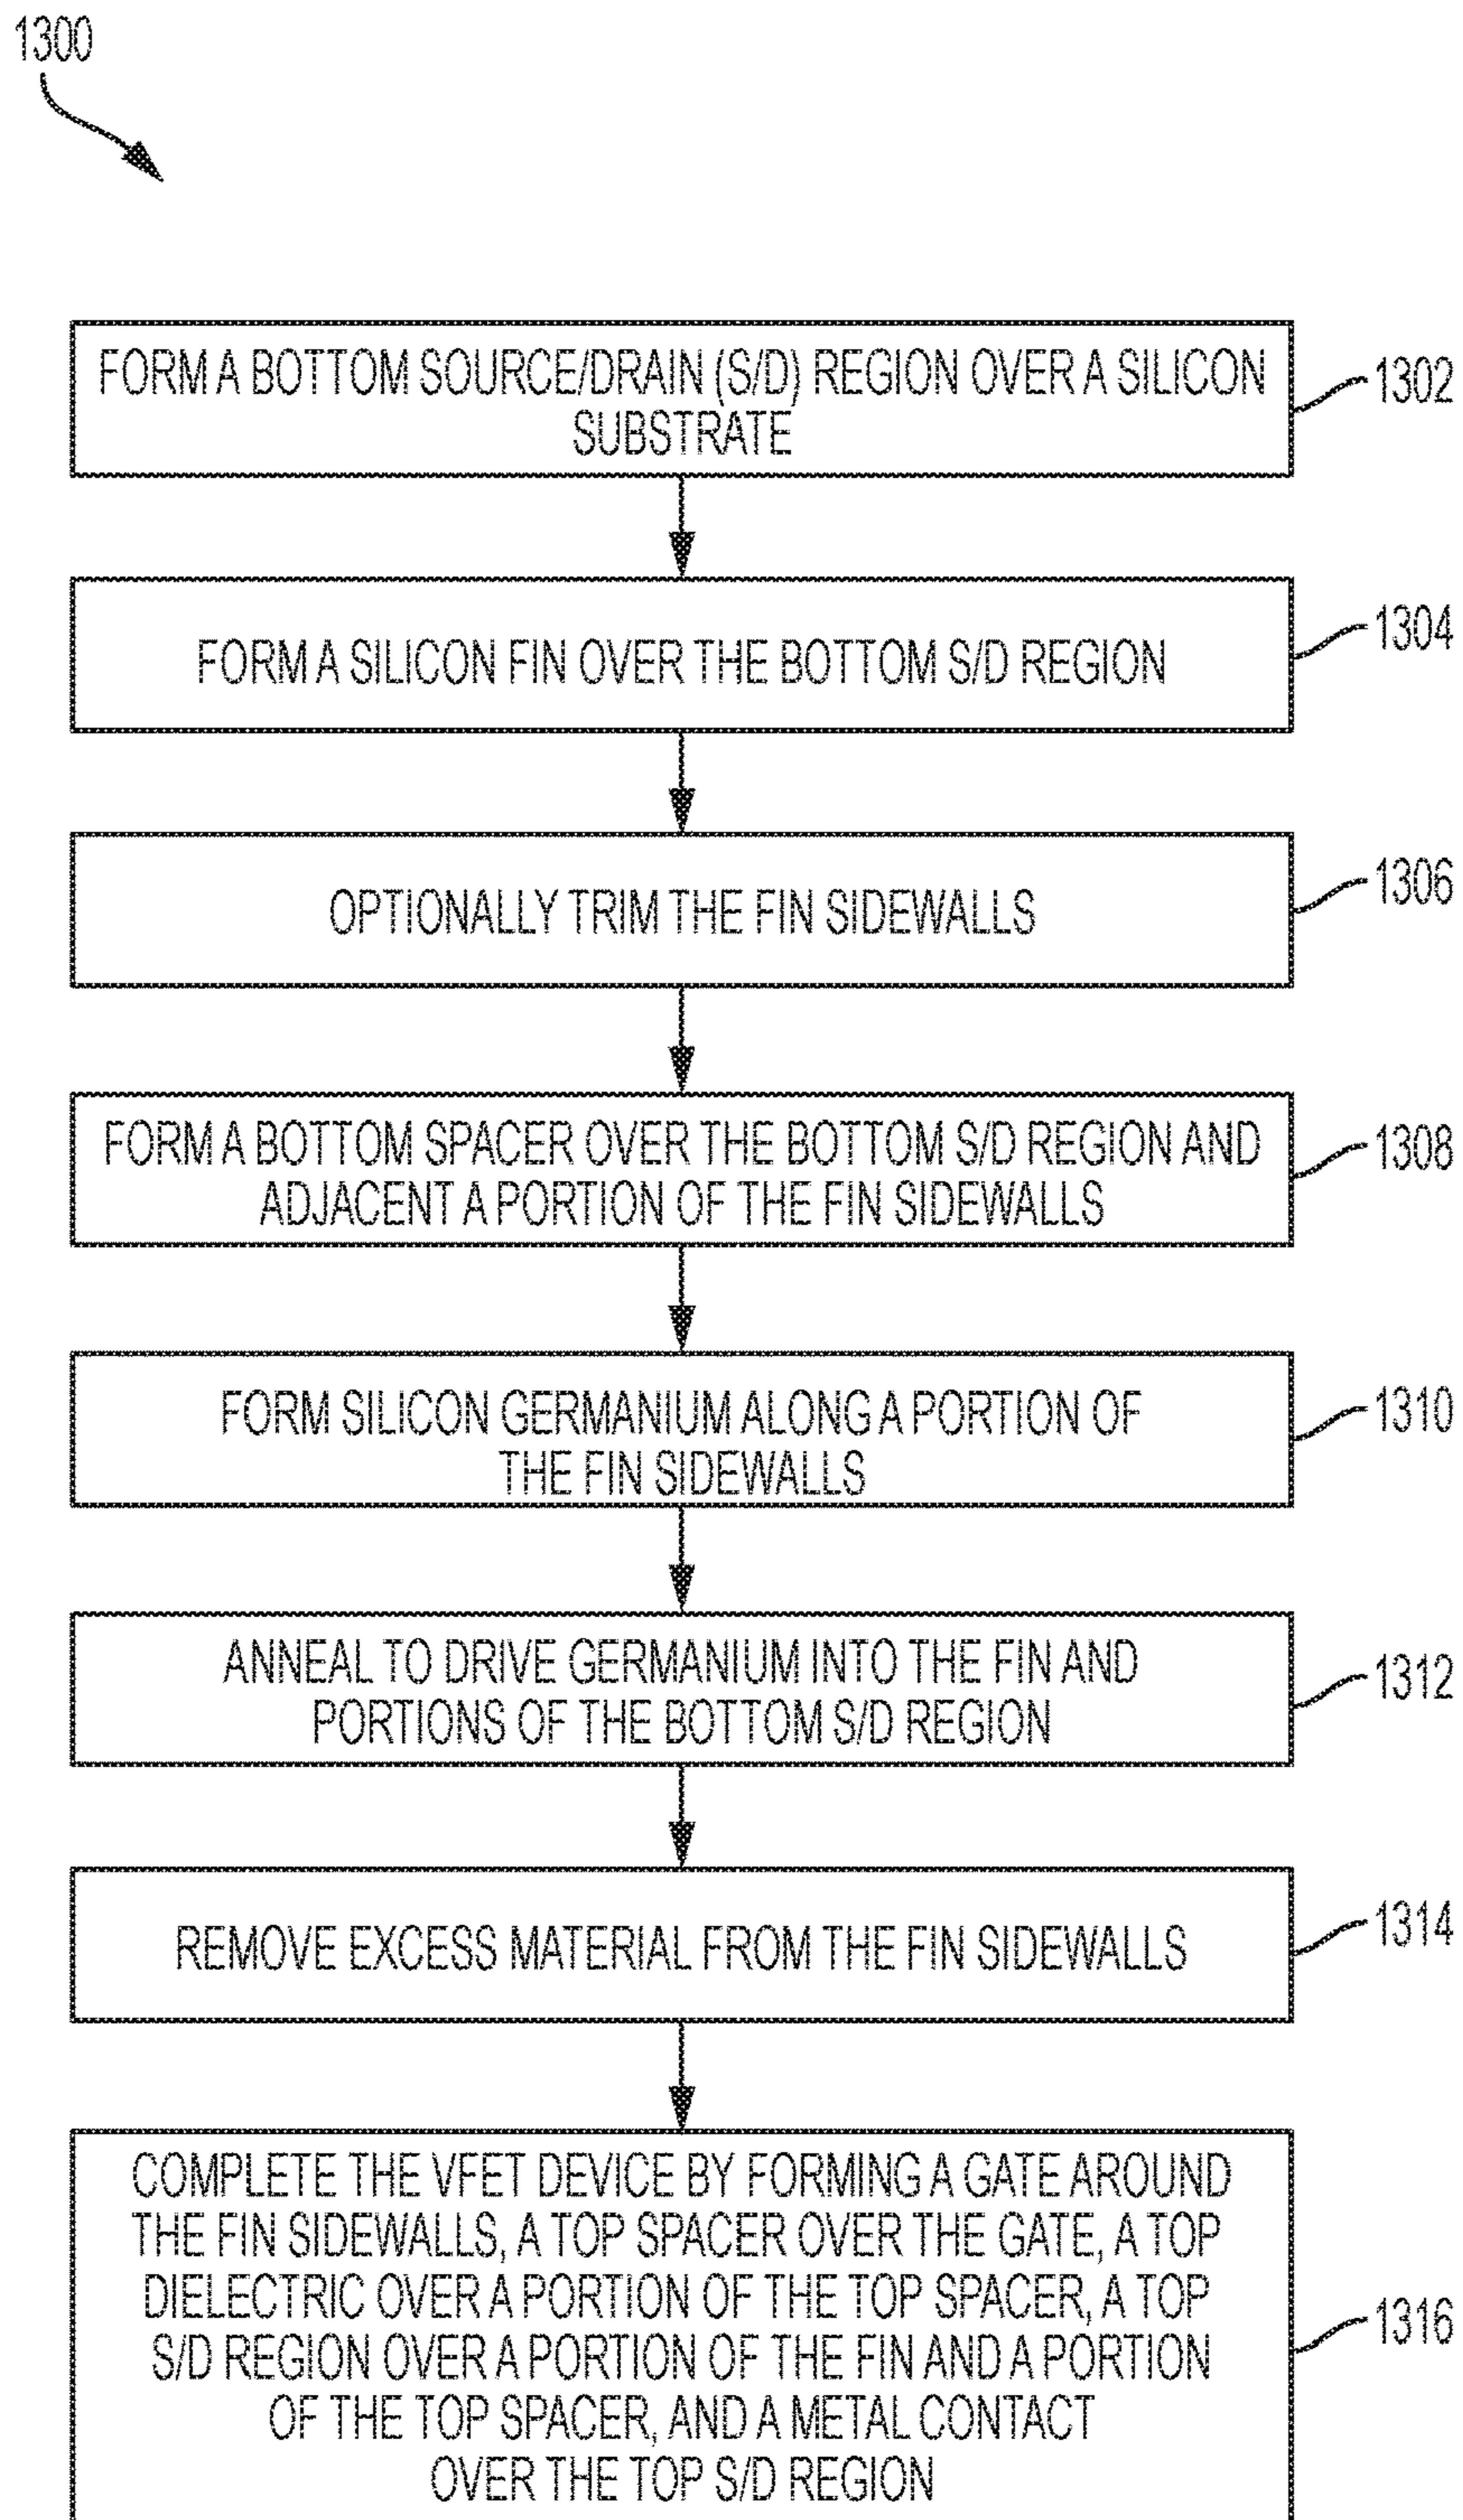 1300
FORM A BOTTOM SOURCE/DRAIN (S/D) REGION OVER A SILICON
SUBSTRATE
1302
FORM A SILICON FIN OVER THE BOTTOM S/D REGION
1304
OPTIONALLY TRIM THE FIN SIDEWALLS
1306
FORM A BOTTOM SPACER OVER THE BOTTOM S/D REGION AND
ADJACENT A PORTION OF THE FIN SIDEWALLS
1308
FORM SILICON GERMANIUM ALONG A PORTION OF
THE FIN SIDEWALLS
1310
ANNEAL TO DRIVE GERMANIUM INTO THE FIN AND
PORTIONS OF THE BOTTOM S/D REGION
1312
REMOVE EXCESS MATERIAL FROM THE FIN SIDEWALLS
1314
COMPLETE THE VFET DEVICE BY FORMING A GATE AROUND
THE FIN SIDEWALLS, A TOP SPACER OVER THE GATE, A TOP
DIELECTRIC OVER A PORTION OF THE TOP SPACER, A TOP
S/D REGION OVER A PORTION OF THE FIN AND A PORTION
OF THE TOP SPACER, AND A METAL CONTACT
OVER THE TOP S/D REGION
1316